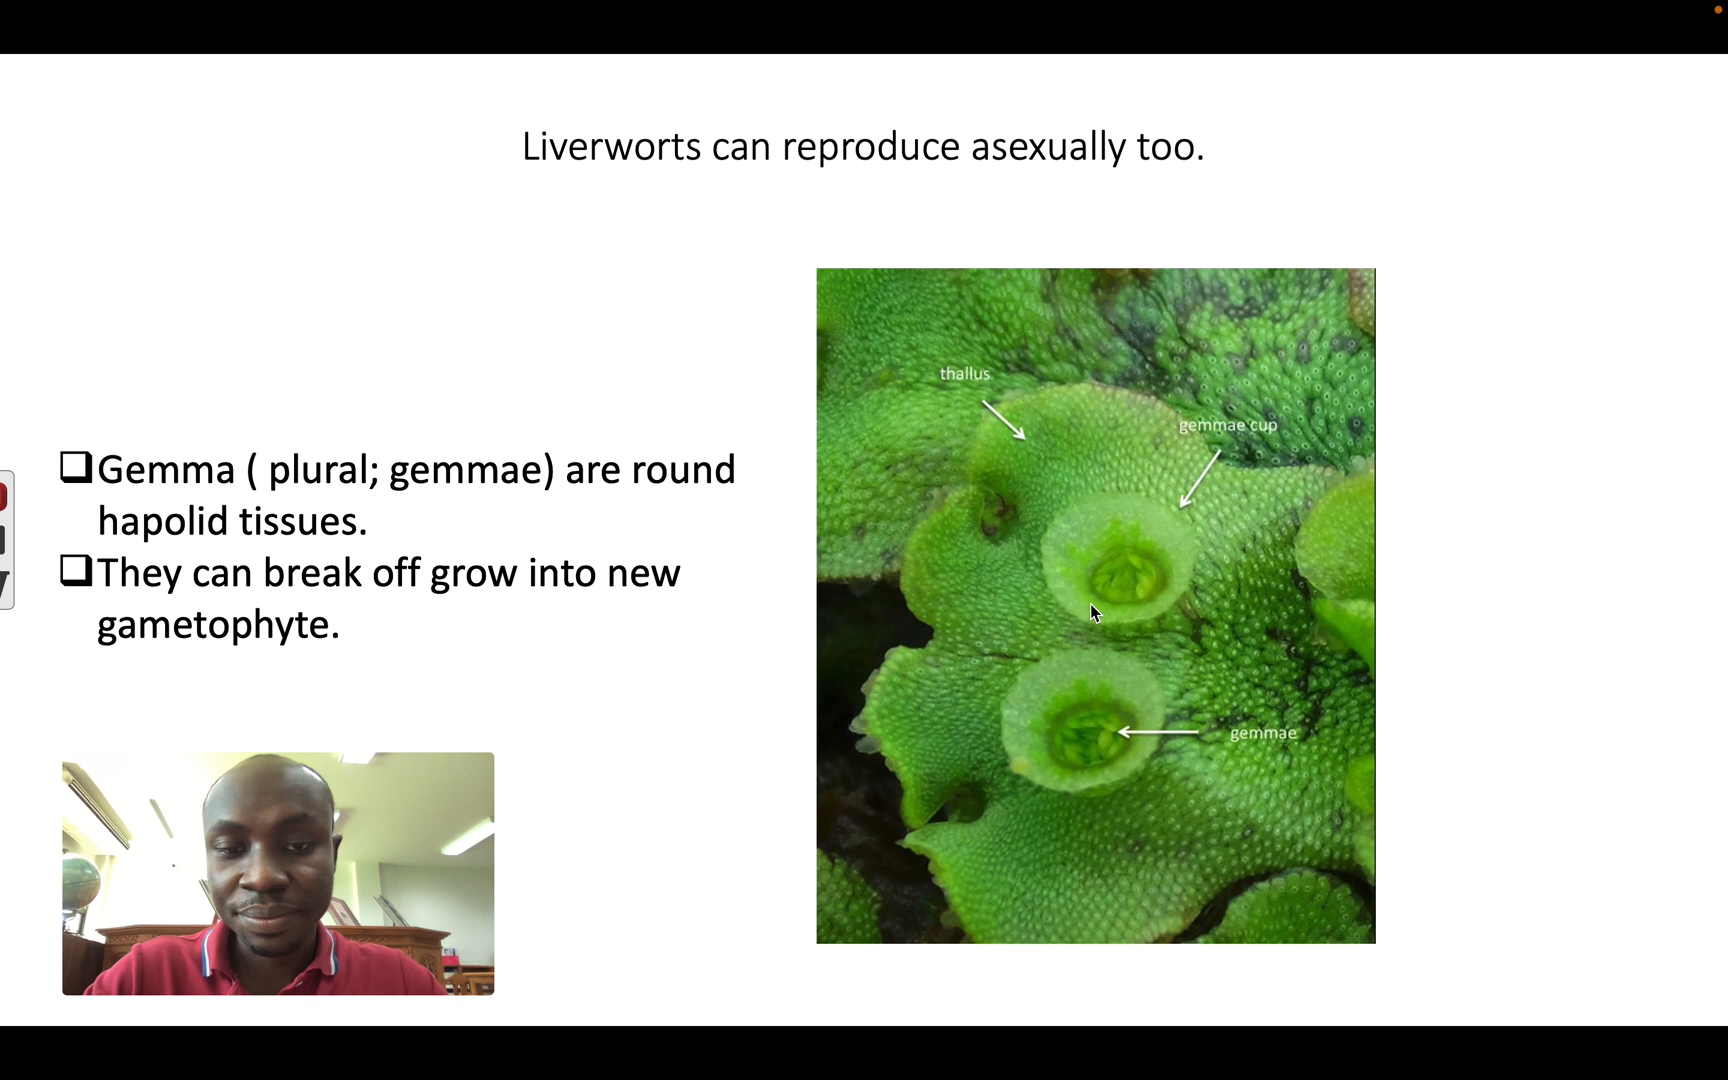 Liverworts can reproduce asexually too.
thallus
gemmae cup
Gemma ( plural; gemmae) are round
hapolid tissues.
They can break off grow into new
gametophyte.
gemmae